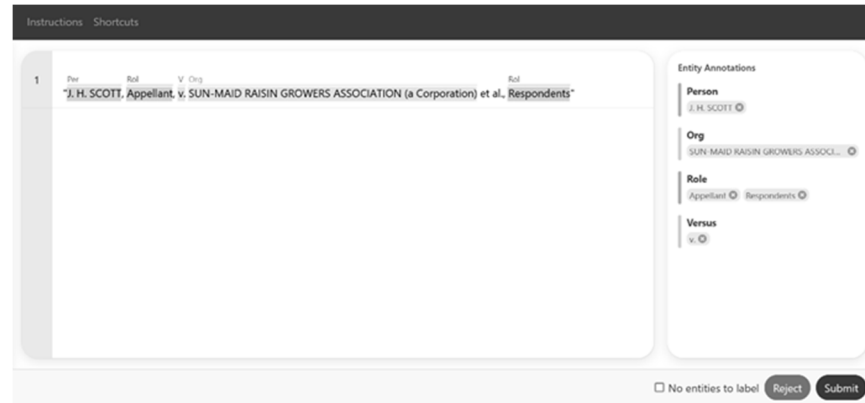 Instructions Shortcuts
Entity Annotations
1
Per Rol V Org Rol
"J. H. SCOTT, Appellant, v. SUN-MAID RAISIN GROWERS ASSOCIATION (a Corporation) et al., Respondents"
Person
J. H. SCOTT
Org
SUN-MAID RAISIN GROWERS ASSOCI...
Role
Appellant Respondents
Versus
v.
No entities to label Reject Submit